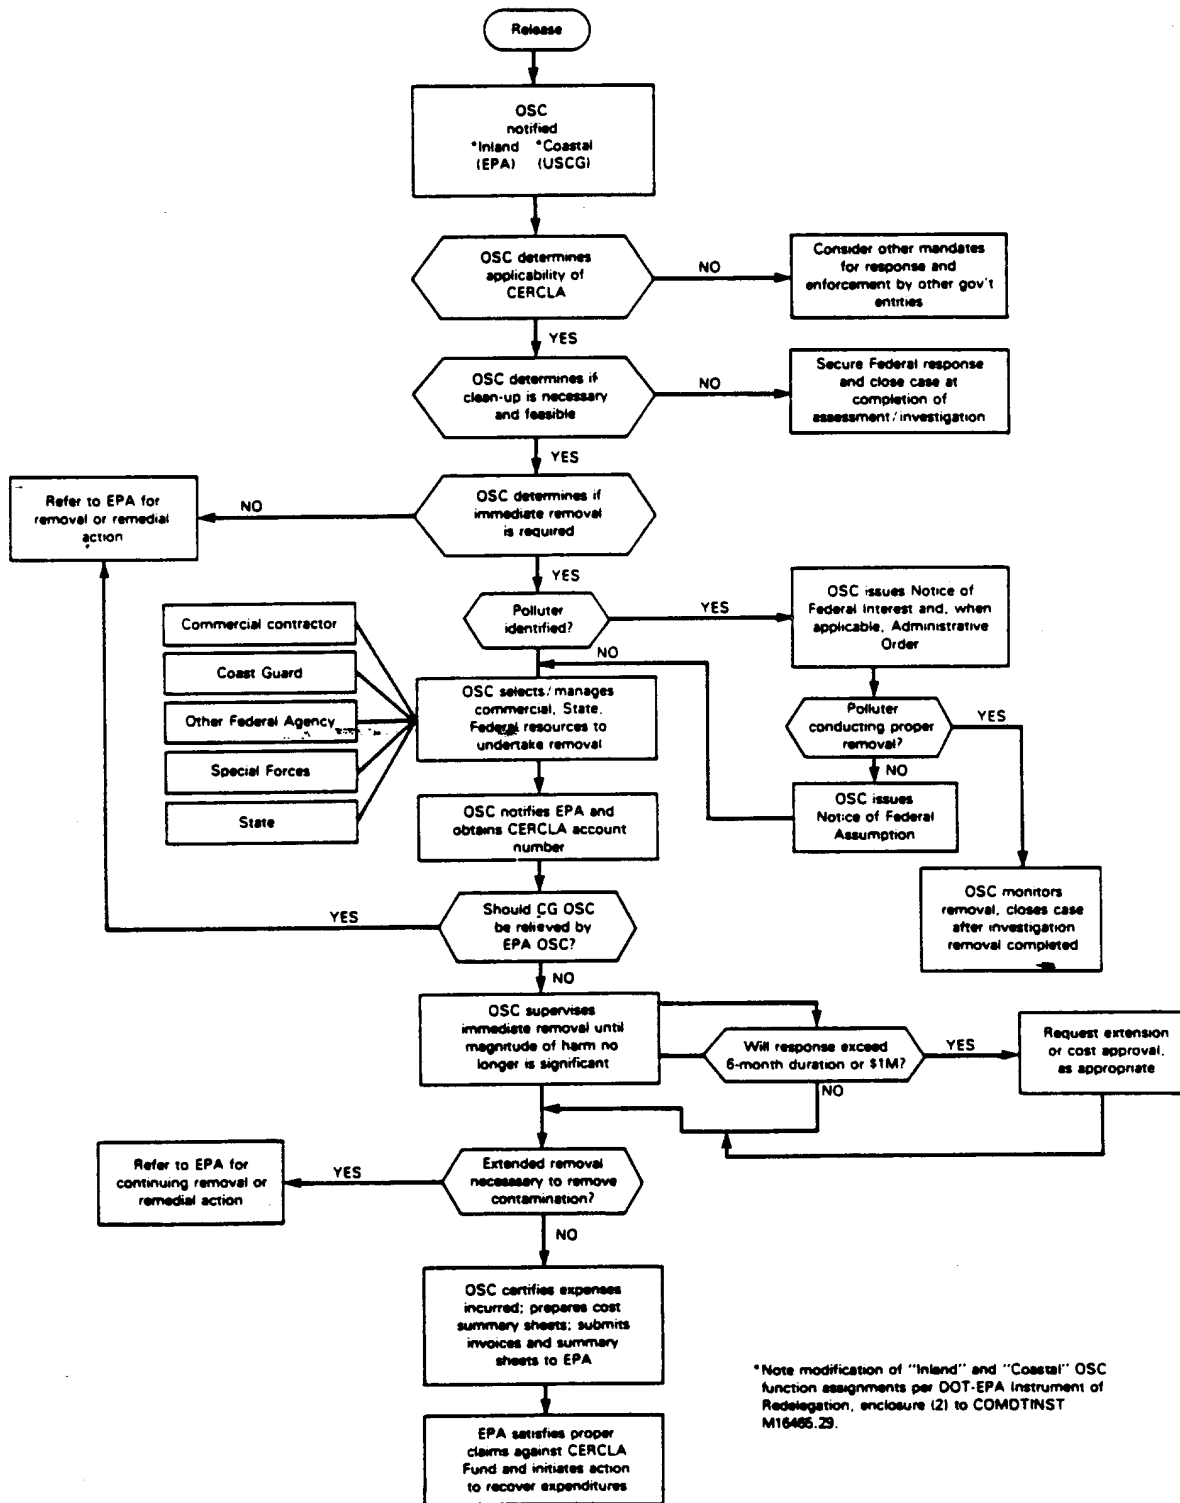 Release
OSC
notified
*Inland *Coastal
(EPA) (USCG)
OSC determines
applicability of
CERCLA
NO
Consider other mandates
for response and
enforcement by other gov't
entities
YES
OSC determines if
clean-up is necessary
and feasible
NO
Secure Federal response
and close case at
completion of
assessment/investigation
YES
OSC determines if
immediate removal
is required
NO
Refer to EPA for
removal or remedial
action
YES
Polluter
identified?
YES
OSC issues Notice of
Federal Interest and, when
applicable, Administrative
Order
NO
Commercial contractor
Coast Guard
Other Federal Agency
Special Forces
State
OSC selects/manages
commercial, State,
Federal resources to
undertake removal
Polluter
conducting proper
removal?
YES
NO
OSC issues
Notice of Federal
Assumption
OSC notifies EPA and
obtains CERCLA account
number
OSC monitors
removal, closes case
after investigation
removal completed
Should CG OSC
be relieved by
EPA OSC?
YES
NO
OSC supervises
immediate removal until
magnitude of harm no
longer is significant
Will response exceed
6-month duration or $1M?
YES
Request extension
or cost approval,
as appropriate
NO
Extended removal
necessary to remove
contamination?
YES
Refer to EPA for
continuing removal or
remedial action
NO
OSC certifies expenses
incurred; prepares cost
summary sheets; submits
invoices and summary
sheets to EPA
EPA satisfies proper
claims against CERCLA
Fund and initiates action
to recover expenditures
*Note modification of "Inland" and "Coastal" OSC
function assignments per DOT-EPA Instrument of
Redelegation, enclosure (2) to COMDTINST
M16465.29.